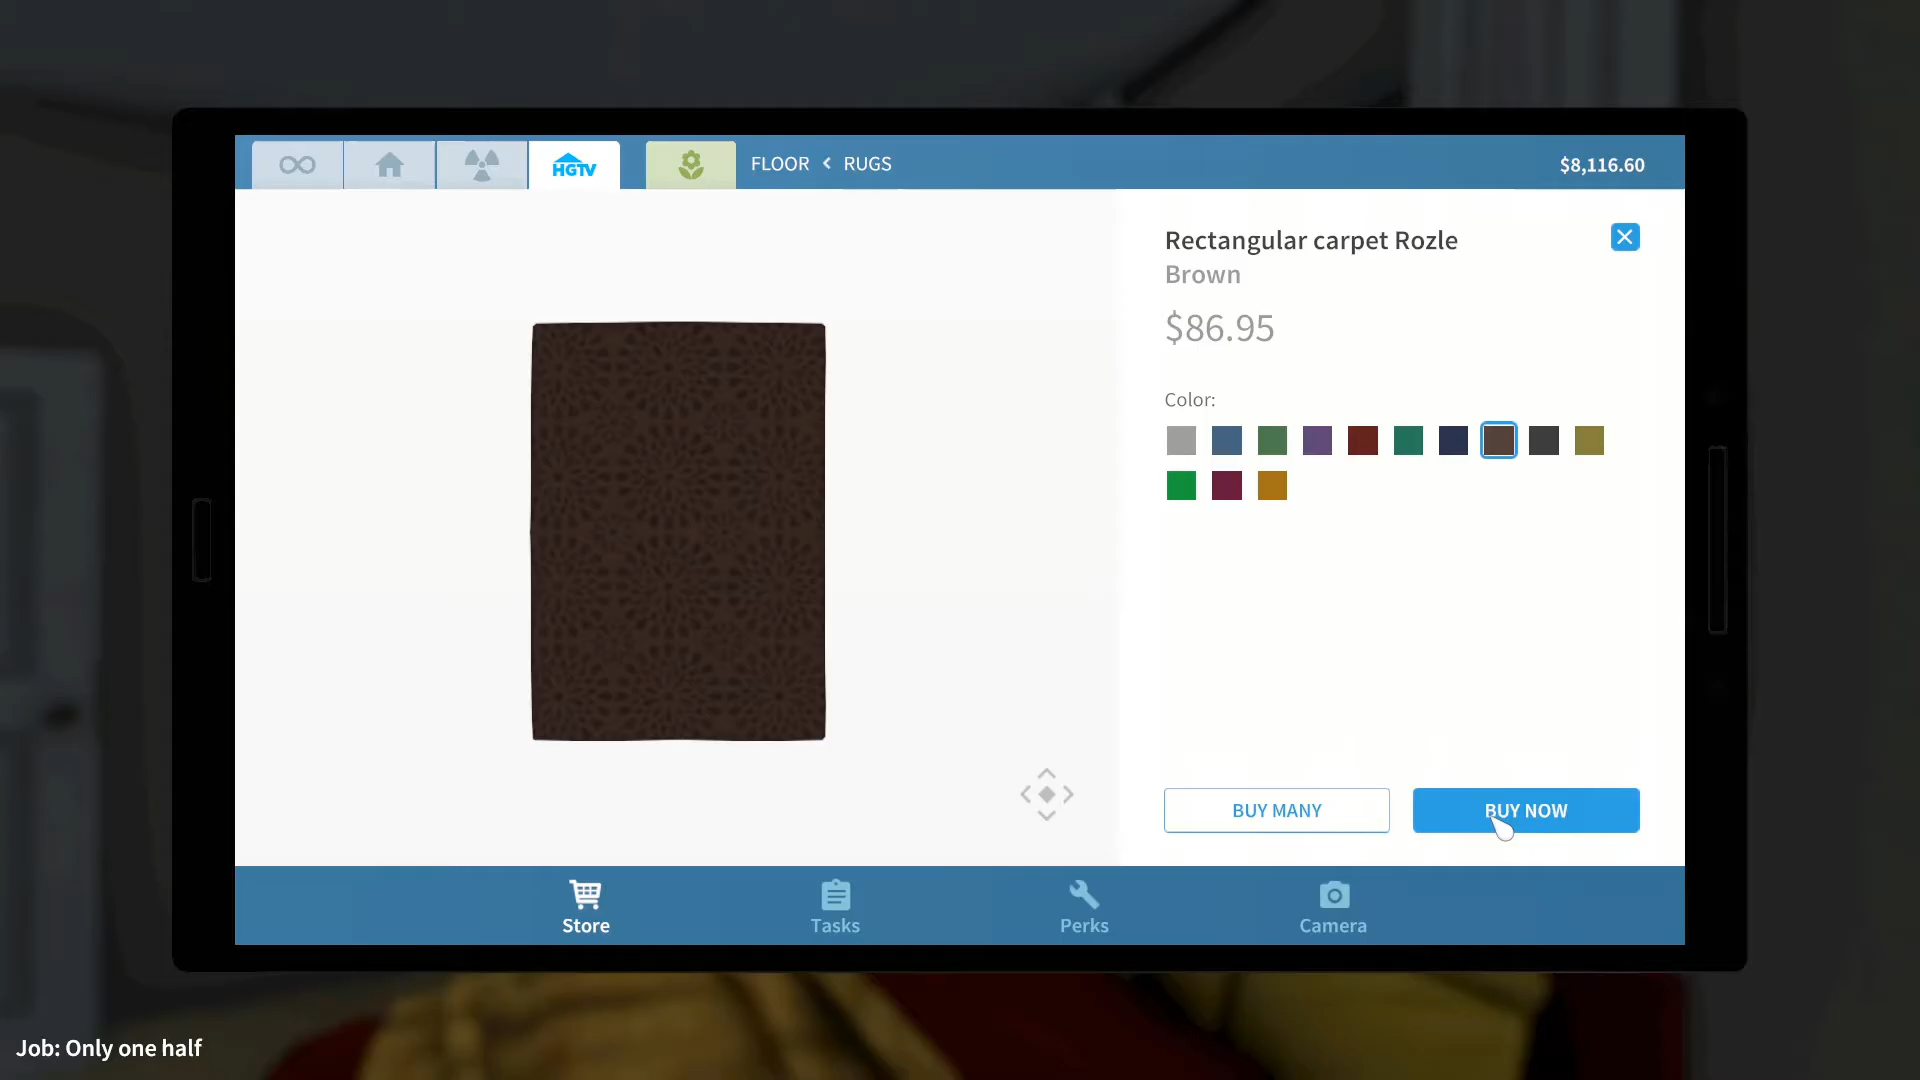 HGTV
FLOOR < RUGS
$8,116.60
Rectangular carpet Rozle
Brown
$86.95
Color:
BUY MANY
BUY NOW
Store
Tasks
Perks
Camera
Job: Only one half